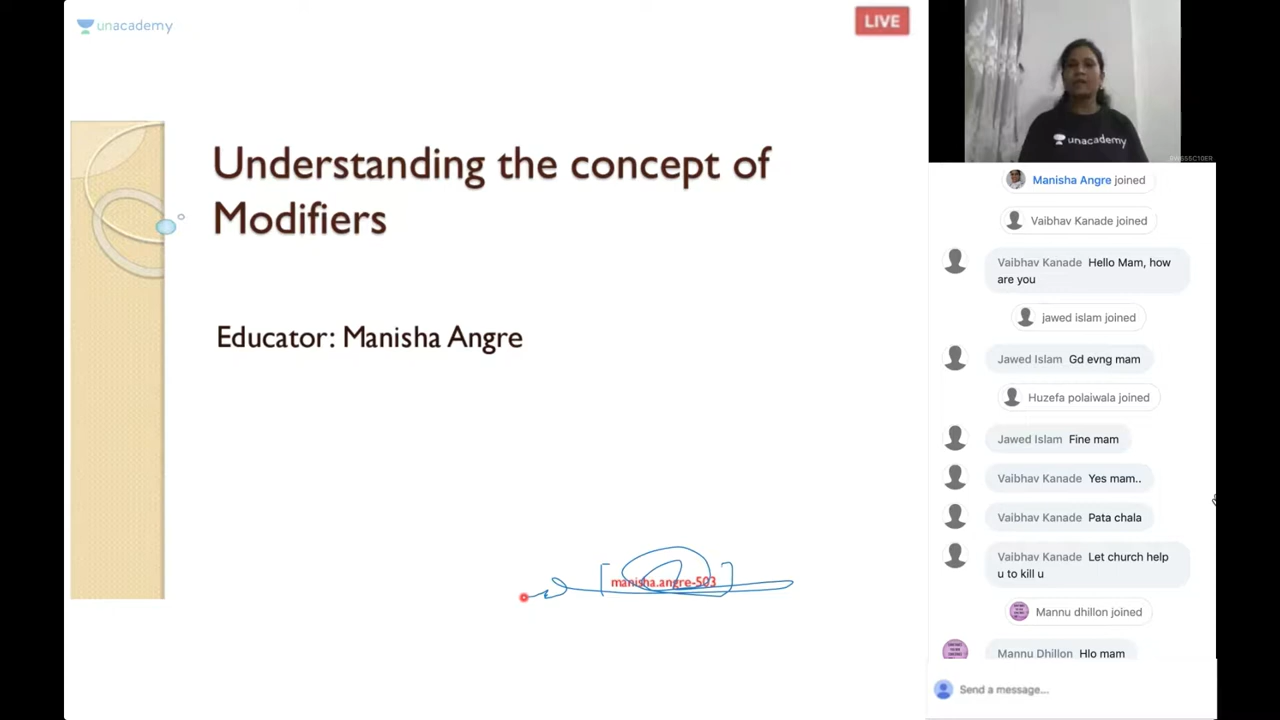 unacademy
LIVE
Understanding the concept of
Modifiers
Educator: Manisha Angre
manisha.angre-503
unacademy
Manisha Angre joined
Vaibhav Kanade joined
Vaibhav Kanade Hello Mam, how
are you
jawed islam joined
Jawed Islam Gd evng mam
Huzefa polaiwala joined
Jawed Islam Fine mam
Vaibhav Kanade Yes mam..
Vaibhav Kanade Pata chala
Vaibhav Kanade Let church help
u to kill u
Mannu dhillon joined
Mannu Dhillon Hlo mam
Send a message...